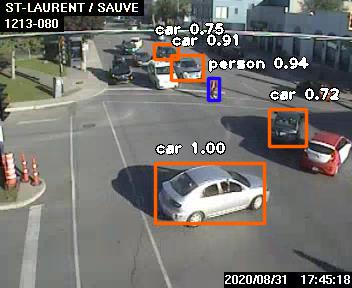 ST-LAURENT / SAUVE
1213-080
car 0.75
car 0.91
person 0.94
car 0.72
car 1.00
2020/08/31 17:45:18